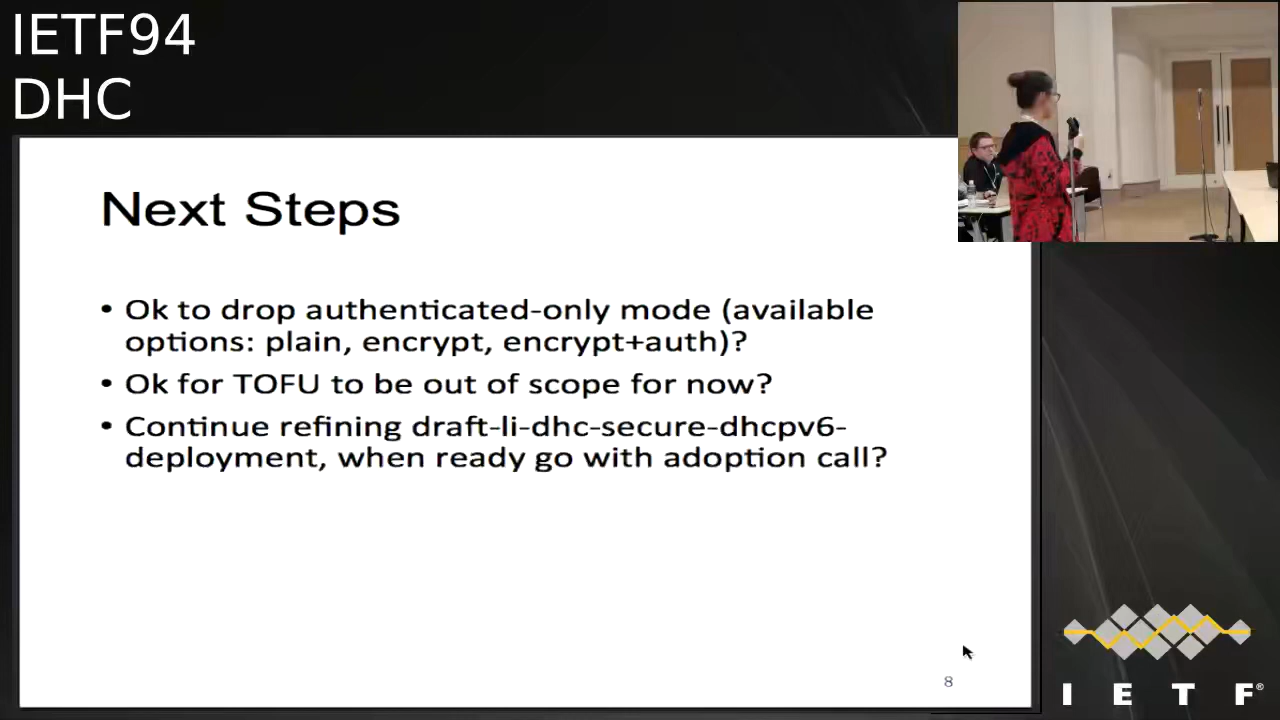 IETF94
DHC
Next Steps
• Ok to drop authenticated-only mode (available
options: plain, encrypt, encrypt+auth)?
• Ok for TOFU to be out of scope for now?
• Continue refining draft-li-dhc-secure-dhcpv6-
deployment, when ready go with adoption call?
8
I E T F®